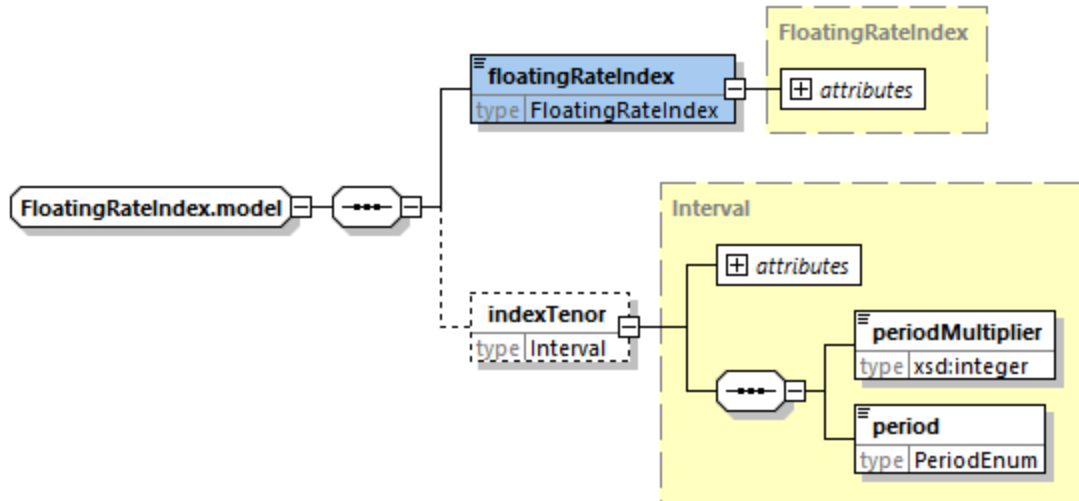 FloatingRateIndex
floatingRateIndex
type FloatingRateIndex
attributes
FloatingRateIndex.model
Interval
attributes
indexTenor
type Interval
periodMultiplier
type xsd:integer
period
type PeriodEnum